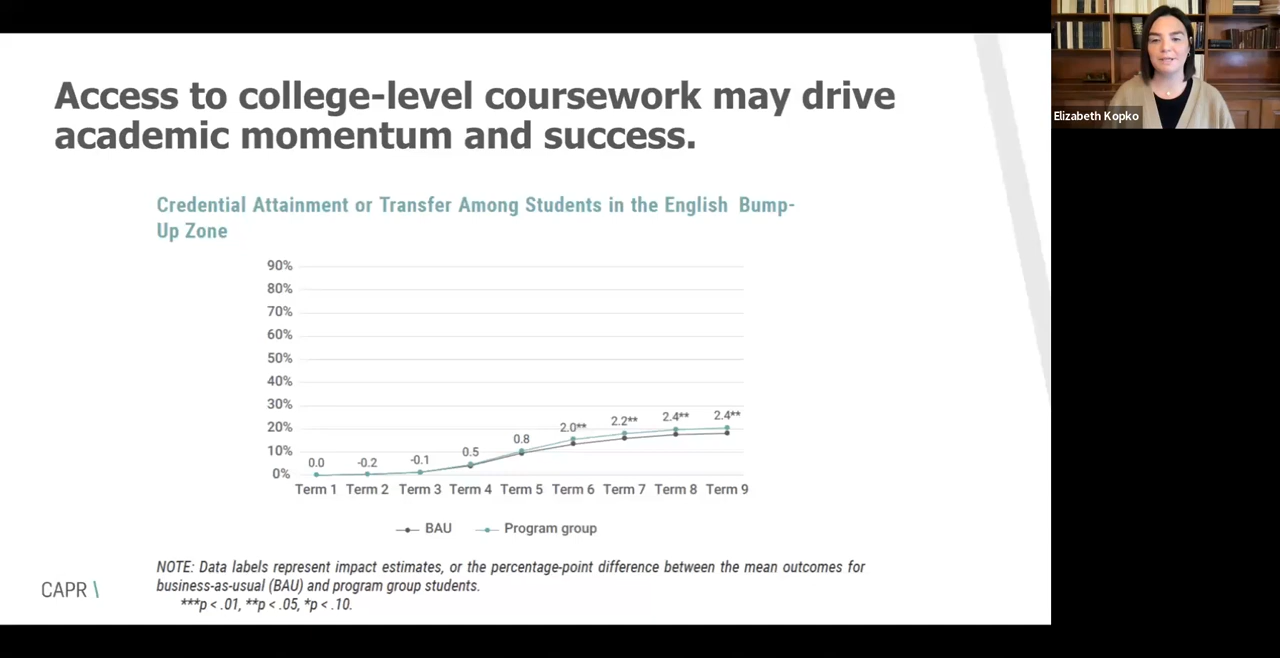 Access to college-level coursework may drive
academic momentum and success.
Elizabeth Kopko
Credential Attainment or Transfer Among Students in the English Bump-
Up Zone
90%
80%
70%
60%
50%
40%
30%
20%
10%
0%
0.0 -0.2 -0.1 0.5 0.8 2.0** 2.2** 2.4** 2.4**
Term 1 Term 2 Term 3 Term 4 Term 5 Term 6 Term 7 Term 8 Term 9
BAU Program group
NOTE: Data labels represent impact estimates, or the percentage-point difference between the mean outcomes for
business-as-usual (BAU) and program group students.
***p < .01, **p < .05, *p < .10.
CAPR \